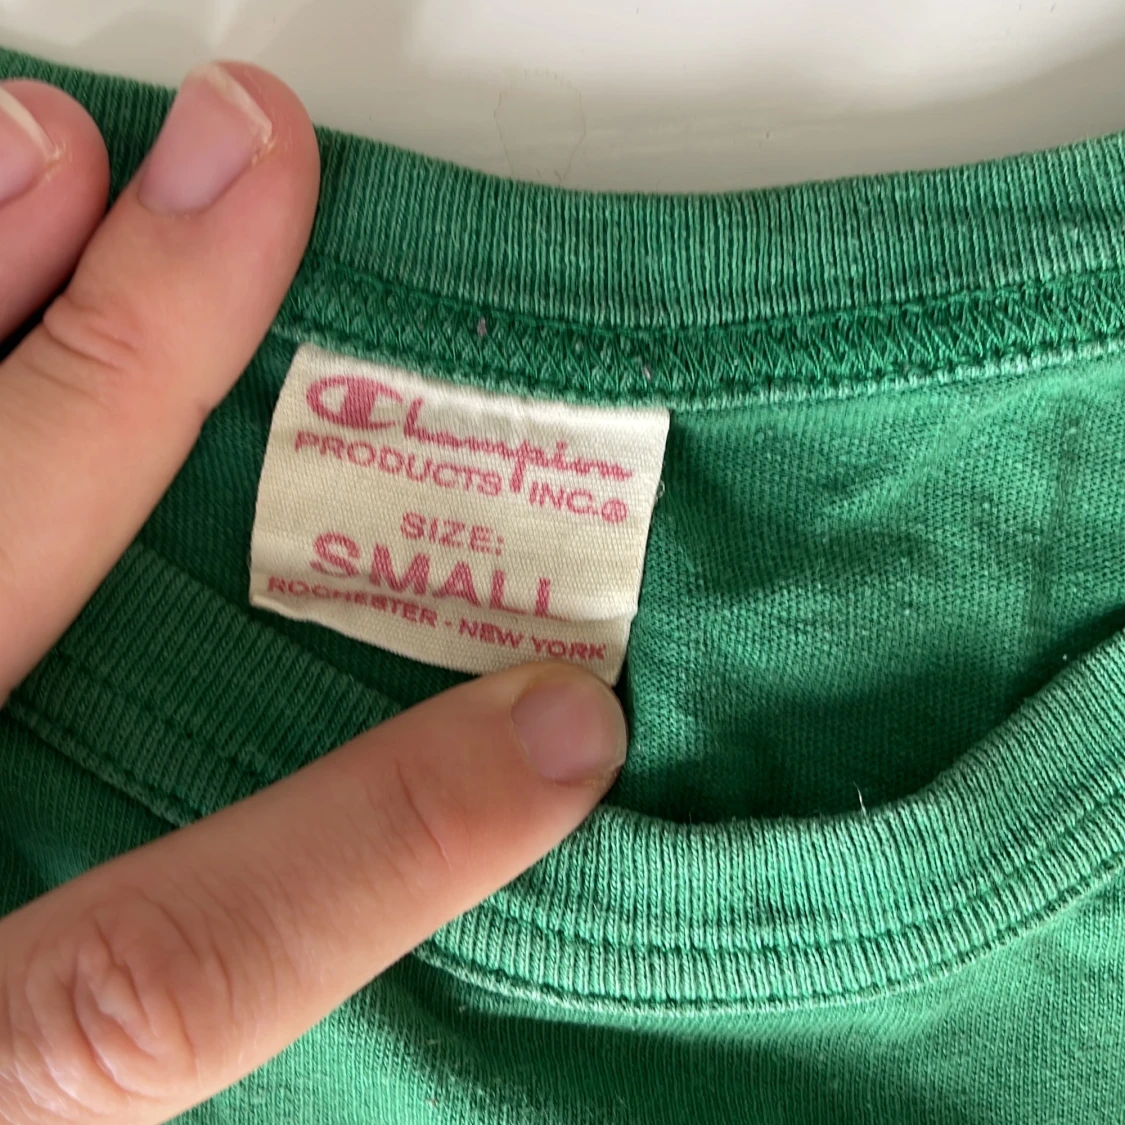 Champion
PRODUCTS INC.®
SIZE:
SMALL
ROCHESTER - NEW YORK